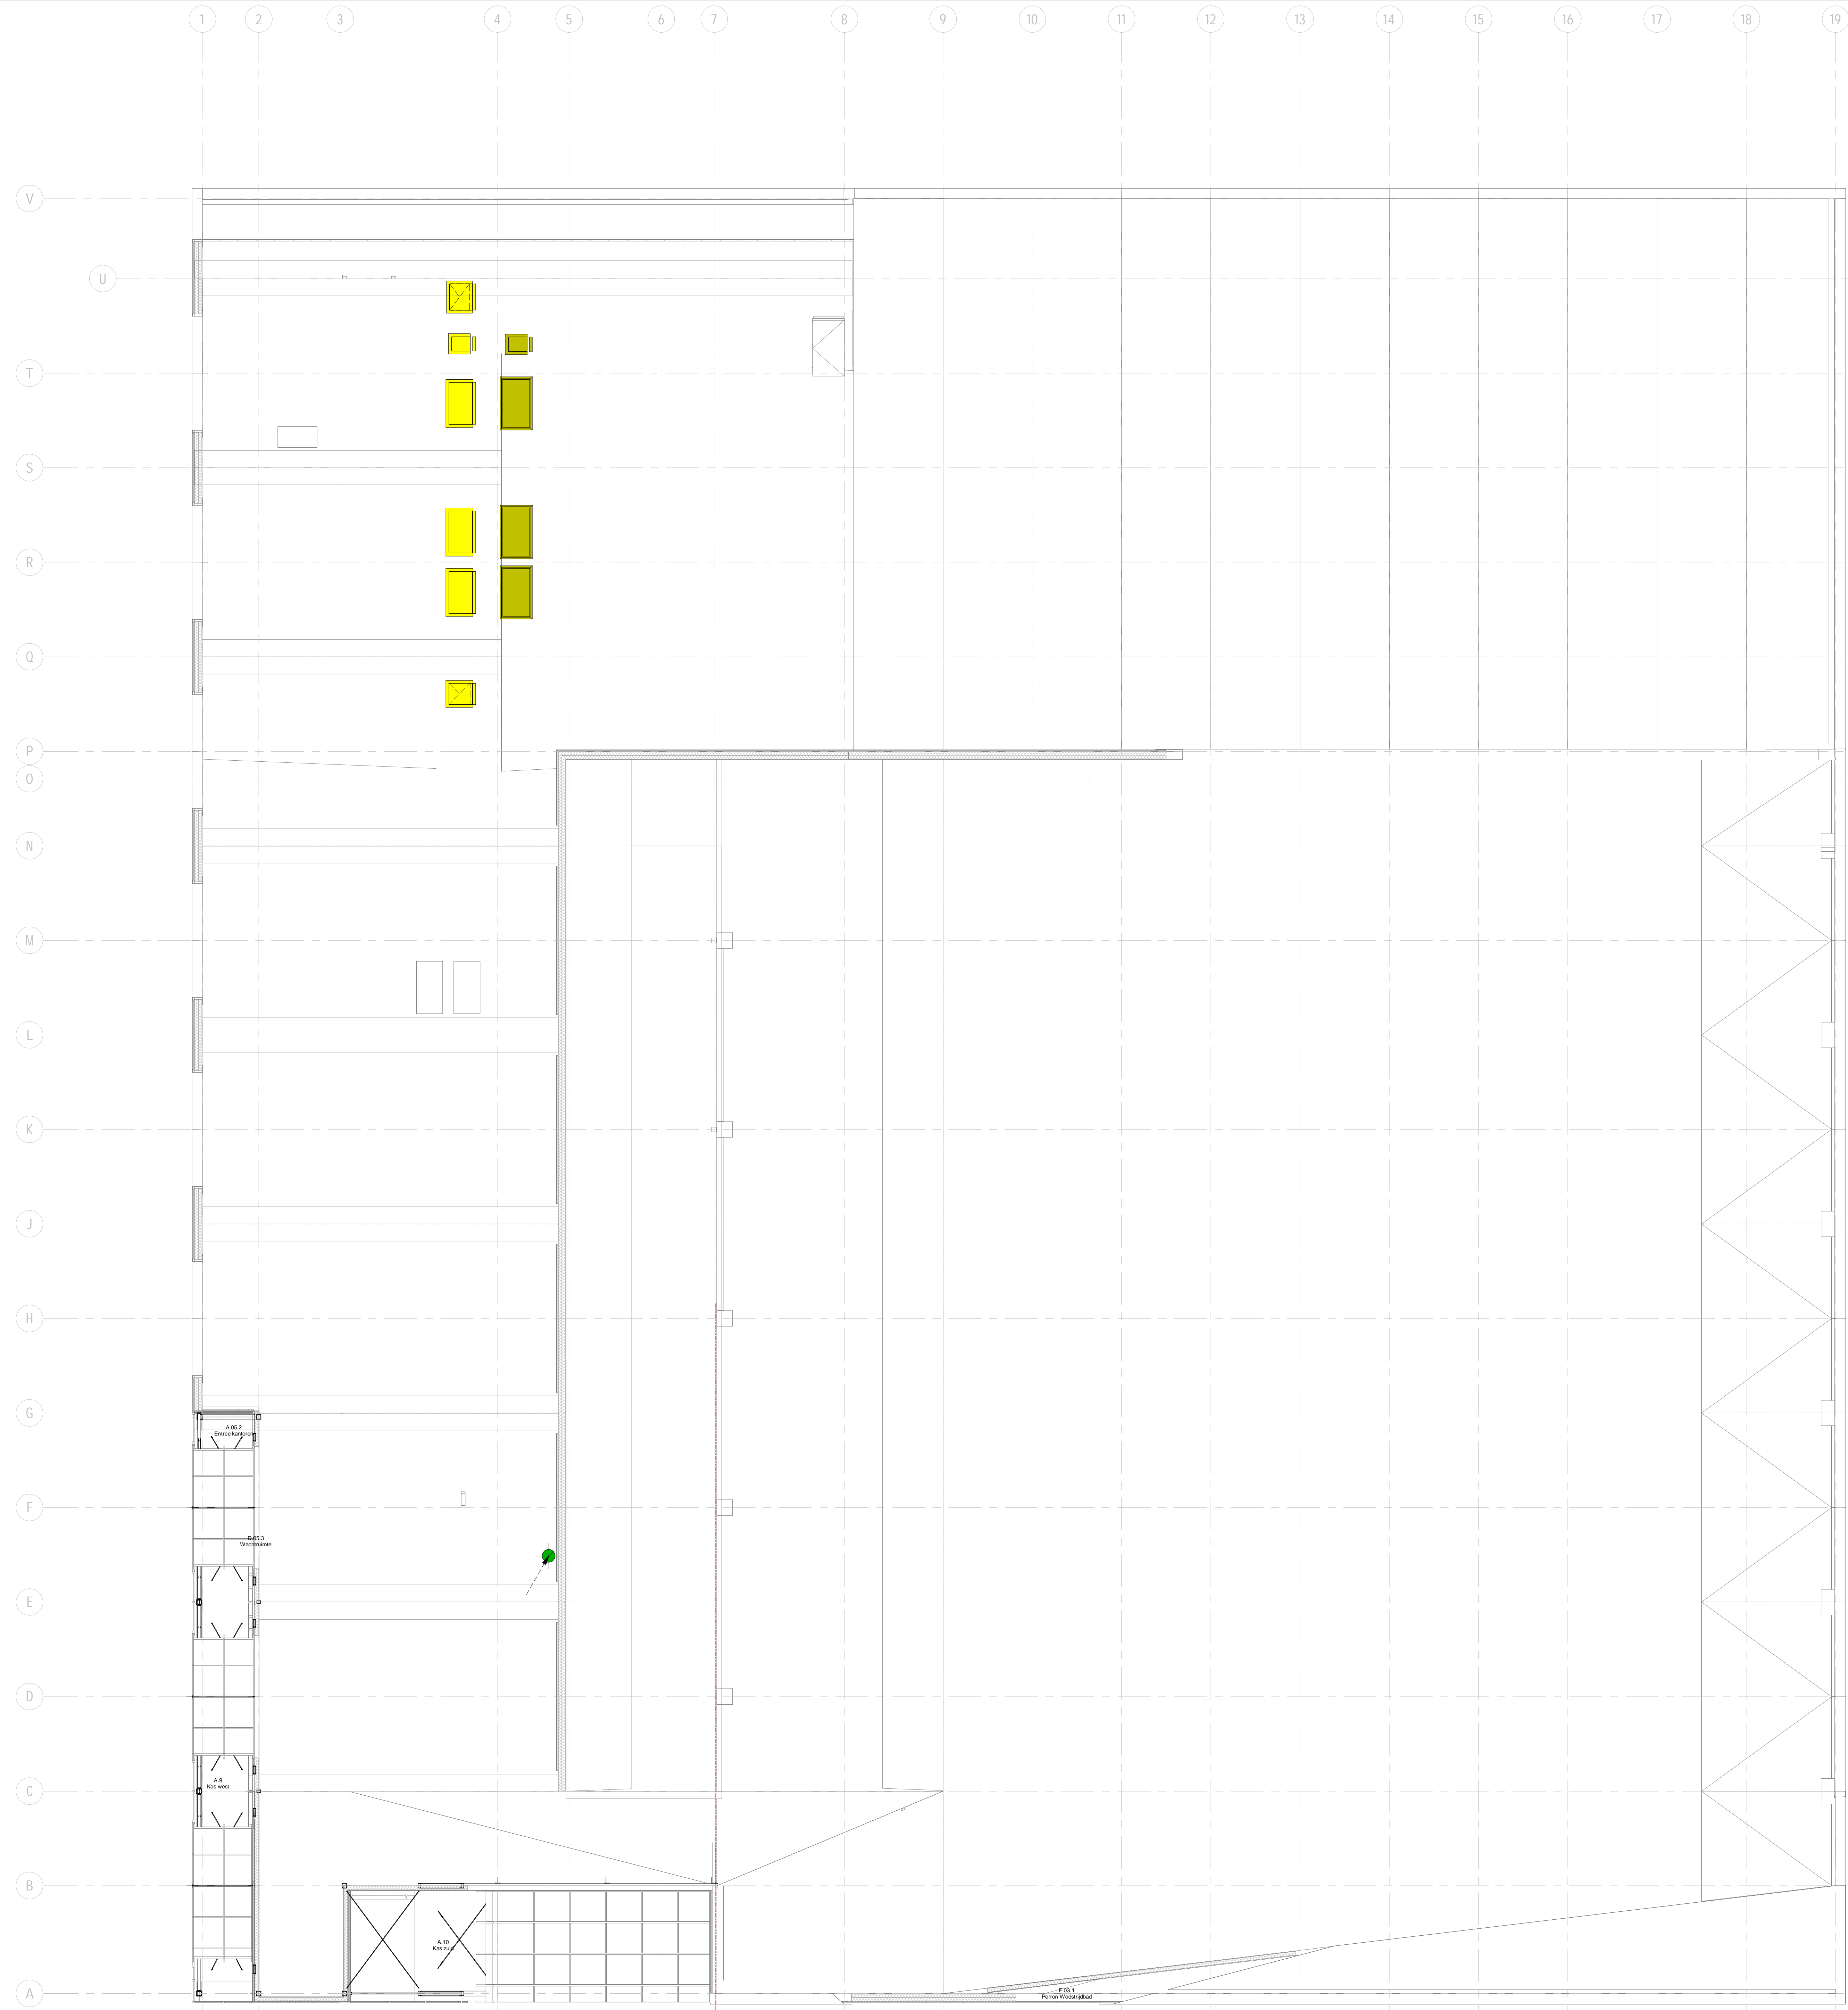 1 2 3 4 5 6 7 8 9 10 11 12 13 14 15 16 17 18 19
V
U
T
S
R
Q
P
O
N
M
L
K
J
H
G
A.05.2
Entree kantoren
F
D.05.3
Wachtruimte
E
D
A.9
Kas west
C
B
A.10
Kas zuid
A
F.03.1
Perron Wedstrijdbad